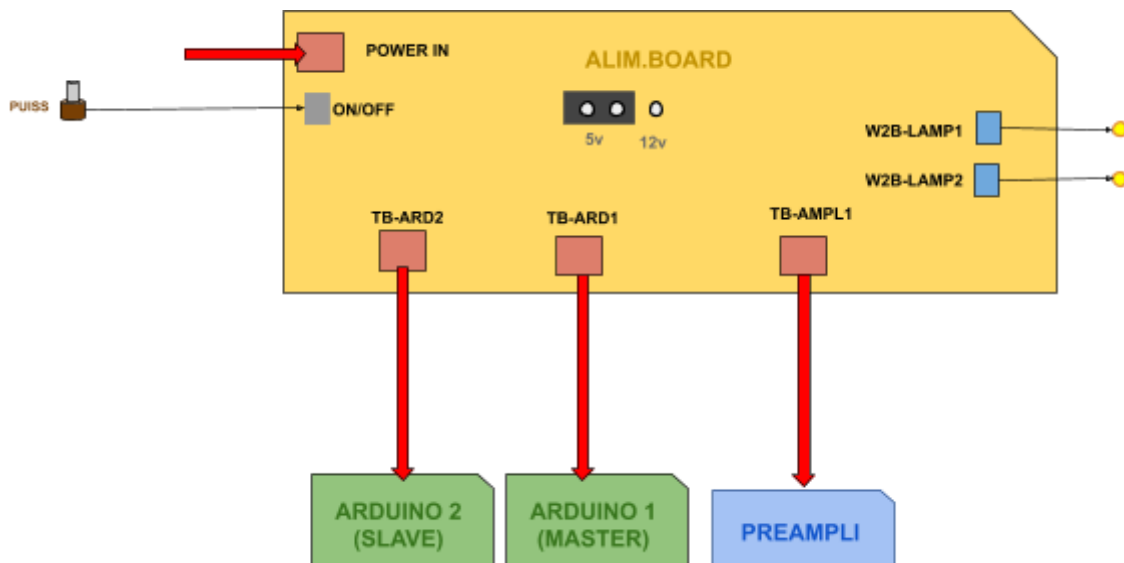 POWER IN
ALIM.BOARD
PUISS
ON/OFF
5v
12v
W2B-LAMP1
W2B-LAMP2
TB-ARD2
TB-ARD1
TB-AMPL1
ARDUINO 2
(SLAVE)
ARDUINO 1
(MASTER)
PREAMPLI